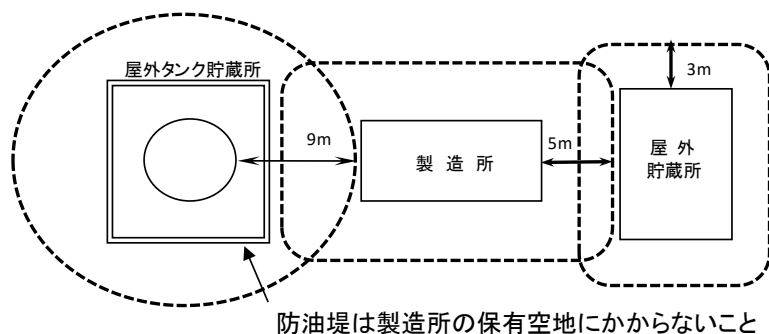 屋外タンク貯蔵所
9m
製 造 所
5m
3m
屋 外
貯蔵所
防油堤は製造所の保有空地にかからないこと